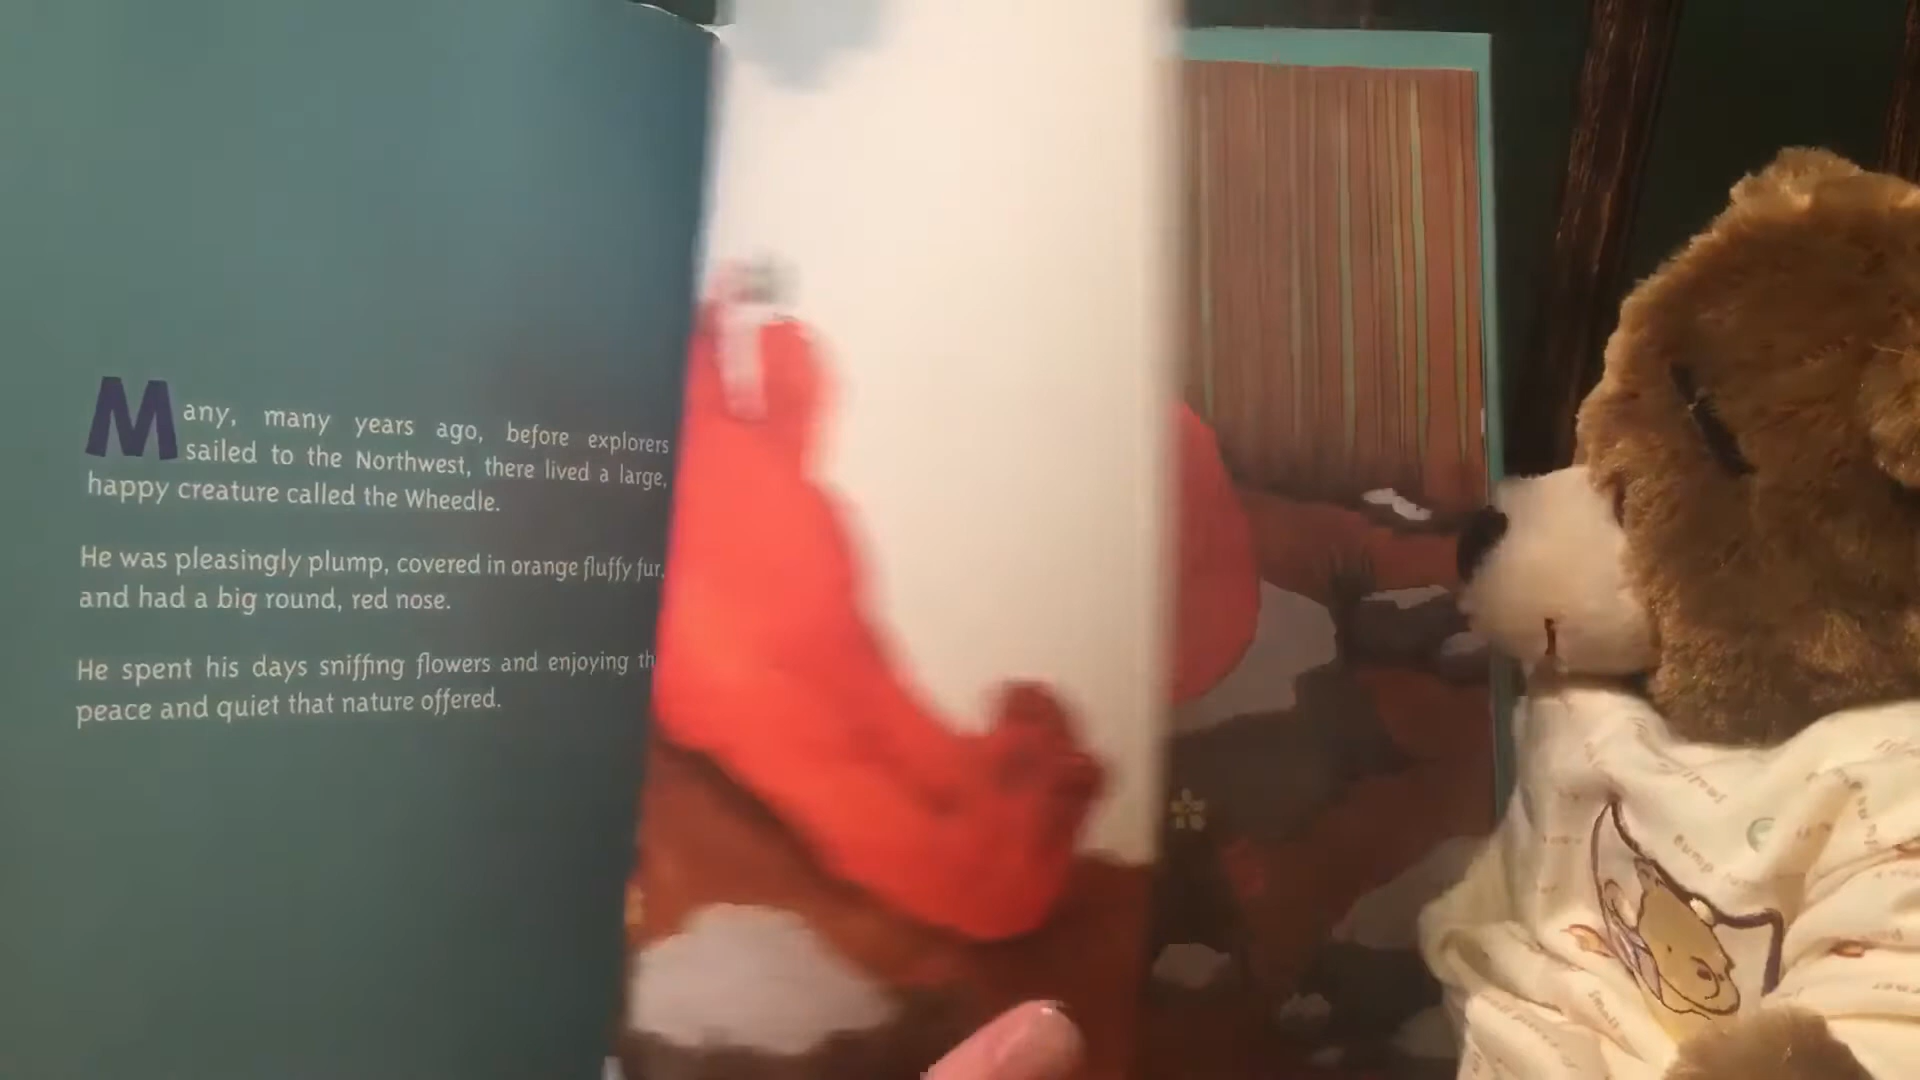 Many, many years ago, before explorers
sailed to the Northwest, there lived a large,
happy creature called the Wheedle.
He was pleasingly plump, covered in orange fluffy fur,
and had a big round, red nose.
He spent his days sniffing flowers and enjoying th
peace and quiet that nature offered.